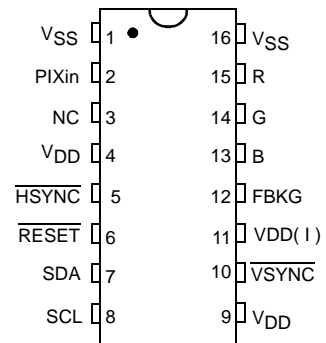 VSS 1 16 VSS
PIXin 2 15 R
NC 3 14 G
VDD 4 13 B
HSYNC 5 12 FBKG
RESET 6 11 VDD( I )
SDA 7 10 VSYNC
SCL 8 9 VDD